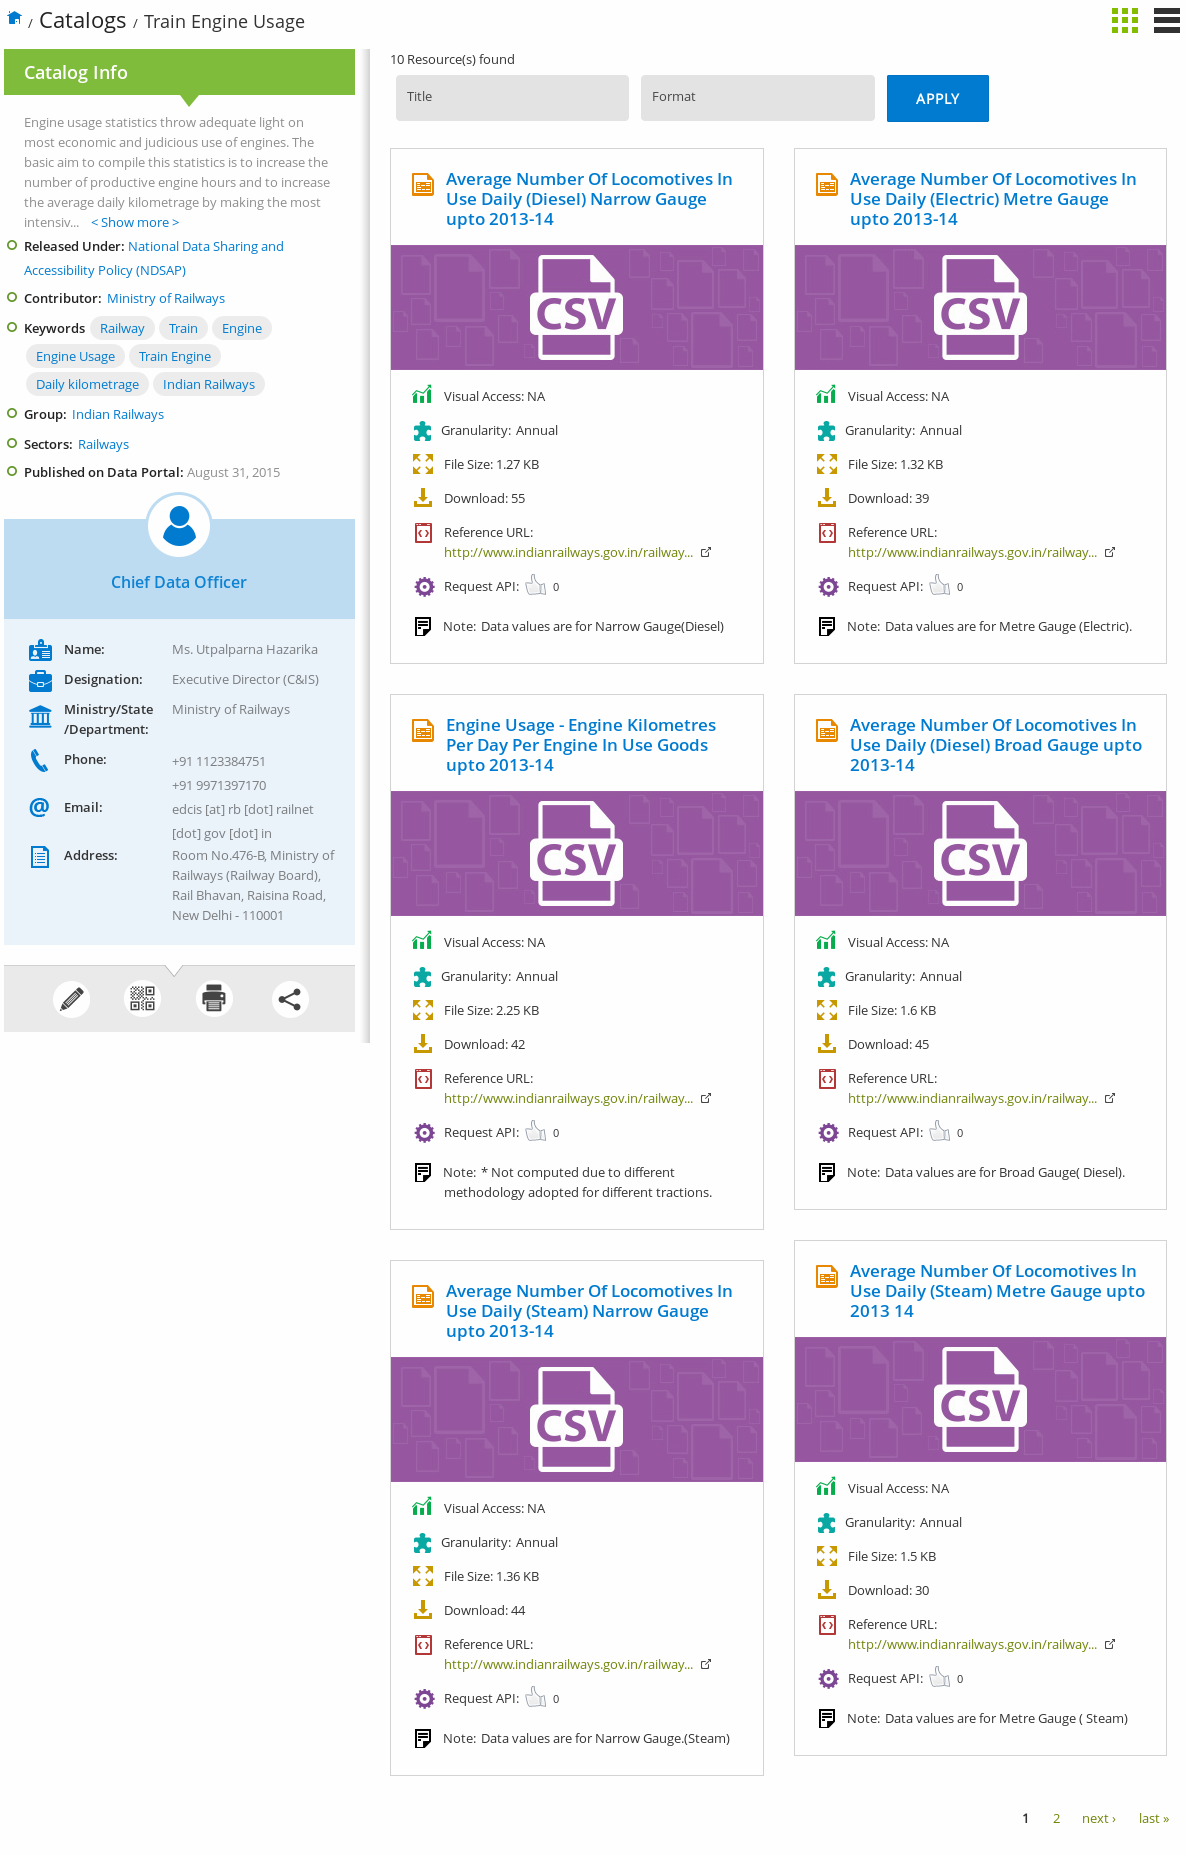 / Catalogs / Train Engine Usage
Catalog Info
Engine usage statistics throw adequate light on
most economic and judicious use of engines. The
basic aim to compile this statistics is to increase the
number of productive engine hours and to increase
the average daily kilometrage by making the most
intensiv... < Show more >
Released Under: National Data Sharing and
Accessibility Policy (NDSAP)
Contributor: Ministry of Railways
Keywords Railway Train Engine
Engine Usage Train Engine
Daily kilometrage Indian Railways
Group: Indian Railways
Sectors: Railways
Published on Data Portal: August 31, 2015
Chief Data Officer
Name: Ms. Utpalparna Hazarika
Designation: Executive Director (C&IS)
Ministry/State Ministry of Railways
/Department:
Phone: +91 1123384751
+91 9971397170
Email: edcis [at] rb [dot] railnet
[dot] gov [dot] in
Address: Room No.476-B, Ministry of
Railways (Railway Board),
Rail Bhavan, Raisina Road,
New Delhi - 110001
10 Resource(s) found
Title Format APPLY
Average Number Of Locomotives In
Use Daily (Diesel) Narrow Gauge
upto 2013-14
CSV
Visual Access: NA
Granularity: Annual
File Size: 1.27 KB
Download: 55
Reference URL:
http://www.indianrailways.gov.in/railway...
Request API: 0
Note: Data values are for Narrow Gauge(Diesel)
Average Number Of Locomotives In
Use Daily (Electric) Metre Gauge
upto 2013-14
CSV
Visual Access: NA
Granularity: Annual
File Size: 1.32 KB
Download: 39
Reference URL:
http://www.indianrailways.gov.in/railway...
Request API: 0
Note: Data values are for Metre Gauge (Electric).
Engine Usage - Engine Kilometres
Per Day Per Engine In Use Goods
upto 2013-14
CSV
Visual Access: NA
Granularity: Annual
File Size: 2.25 KB
Download: 42
Reference URL:
http://www.indianrailways.gov.in/railway...
Request API: 0
Note: * Not computed due to different
methodology adopted for different tractions.
Average Number Of Locomotives In
Use Daily (Diesel) Broad Gauge upto
2013-14
CSV
Visual Access: NA
Granularity: Annual
File Size: 1.6 KB
Download: 45
Reference URL:
http://www.indianrailways.gov.in/railway...
Request API: 0
Note: Data values are for Broad Gauge( Diesel).
Average Number Of Locomotives In
Use Daily (Steam) Narrow Gauge
upto 2013-14
CSV
Visual Access: NA
Granularity: Annual
File Size: 1.36 KB
Download: 44
Reference URL:
http://www.indianrailways.gov.in/railway...
Request API: 0
Note: Data values are for Narrow Gauge.(Steam)
Average Number Of Locomotives In
Use Daily (Steam) Metre Gauge upto
2013 14
CSV
Visual Access: NA
Granularity: Annual
File Size: 1.5 KB
Download: 30
Reference URL:
http://www.indianrailways.gov.in/railway...
Request API: 0
Note: Data values are for Metre Gauge ( Steam)
1 2 next › last »